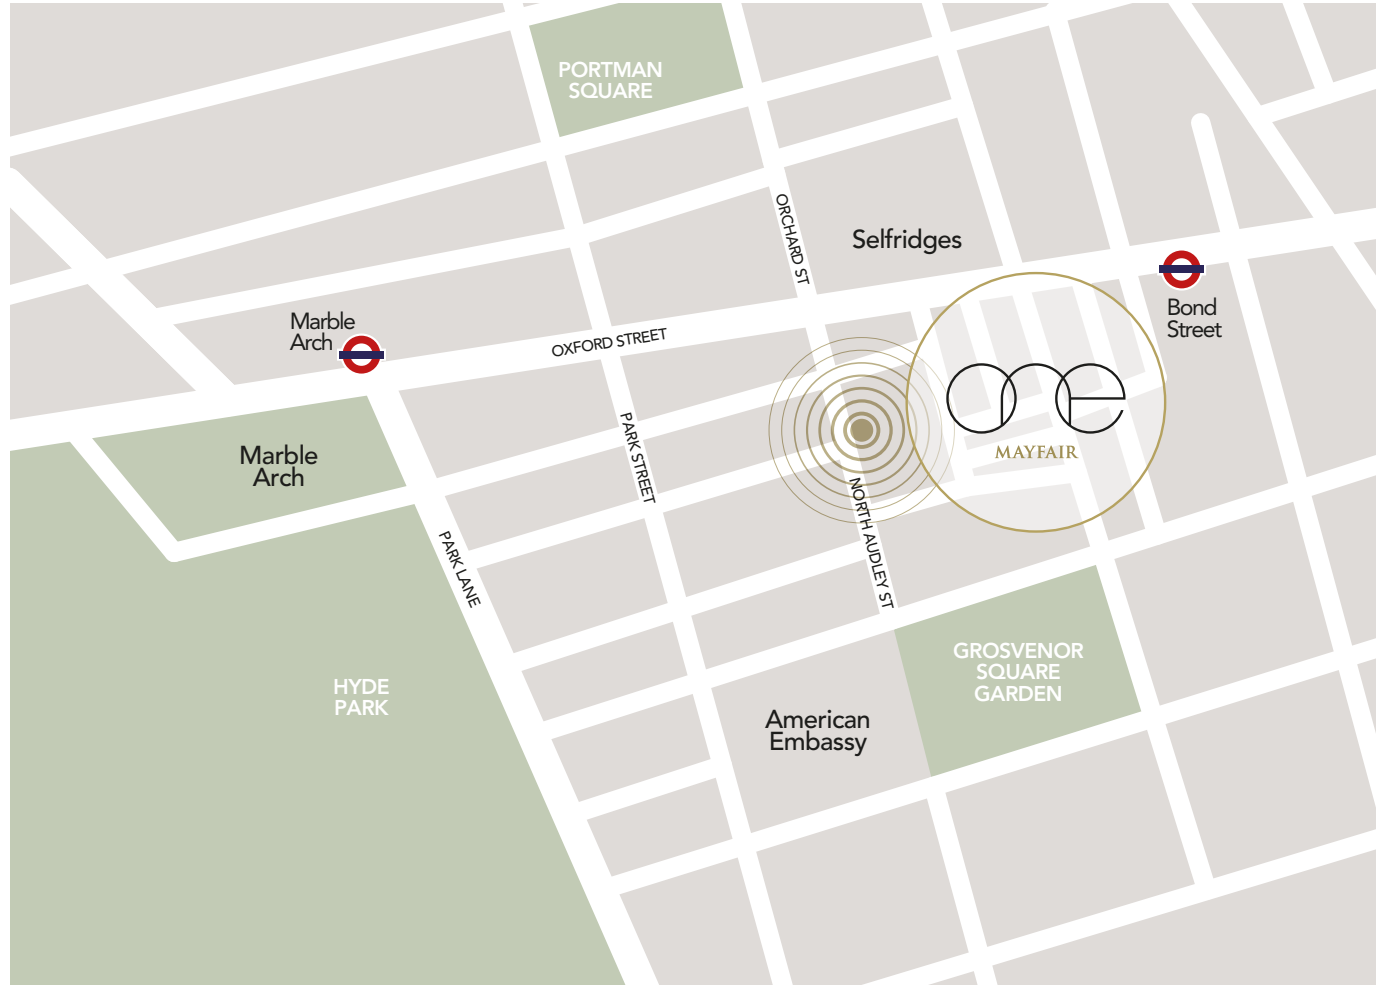 PORTMAN
SQUARE
ORCHARD ST
Selfridges
Bond
Street
Marble
Arch
OXFORD STREET
one
MAYFAIR
Marble
Arch
PARK STREET
NORTH AUDLEY ST
PARK LANE
HYDE
PARK
GROSVENOR
SQUARE
GARDEN
American
Embassy